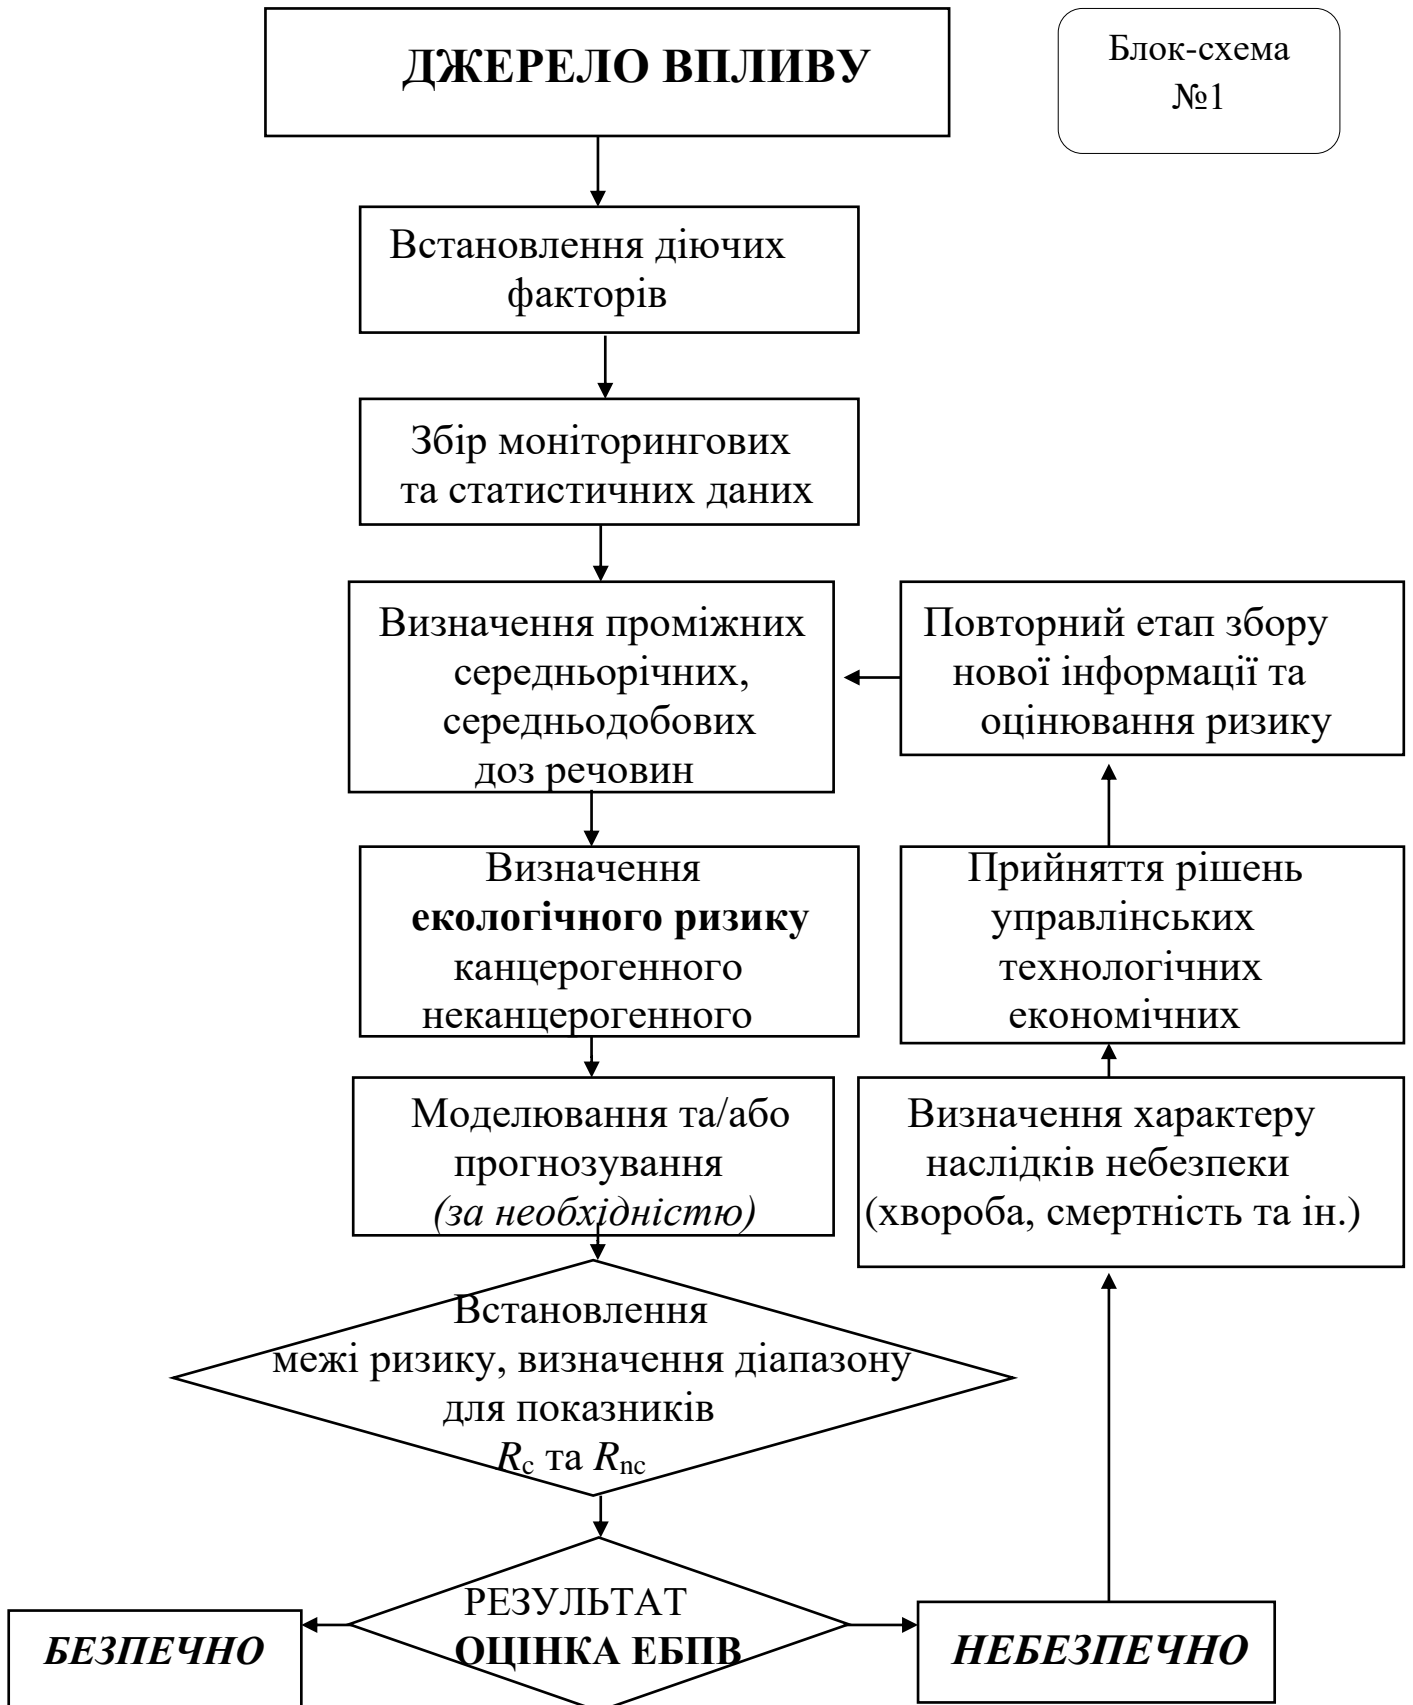 ДЖЕРЕЛО ВПЛИВУ
Блок-схема
№1
Встановлення діючих
факторів
Збір моніторингових
та статистичних даних
Визначення проміжних
середньорічних,
середньодобових
доз речовин
Повторний етап збору
нової інформації та
оцінювання ризику
Визначення
екологічного ризику
канцерогенного
неканцерогенного
Прийняття рішень
управлінських
технологічних
економічних
Моделювання та/або
прогнозування
(за необхідністю)
Визначення характеру
наслідків небезпеки
(хвороба, смертність та ін.)
Встановлення
межі ризику, визначення діапазону
для показників
Rc та Rnc
РЕЗУЛЬТАТ
ОЦІНКА ЕБПВ
БЕЗПЕЧНО
НЕБЕЗПЕЧНО